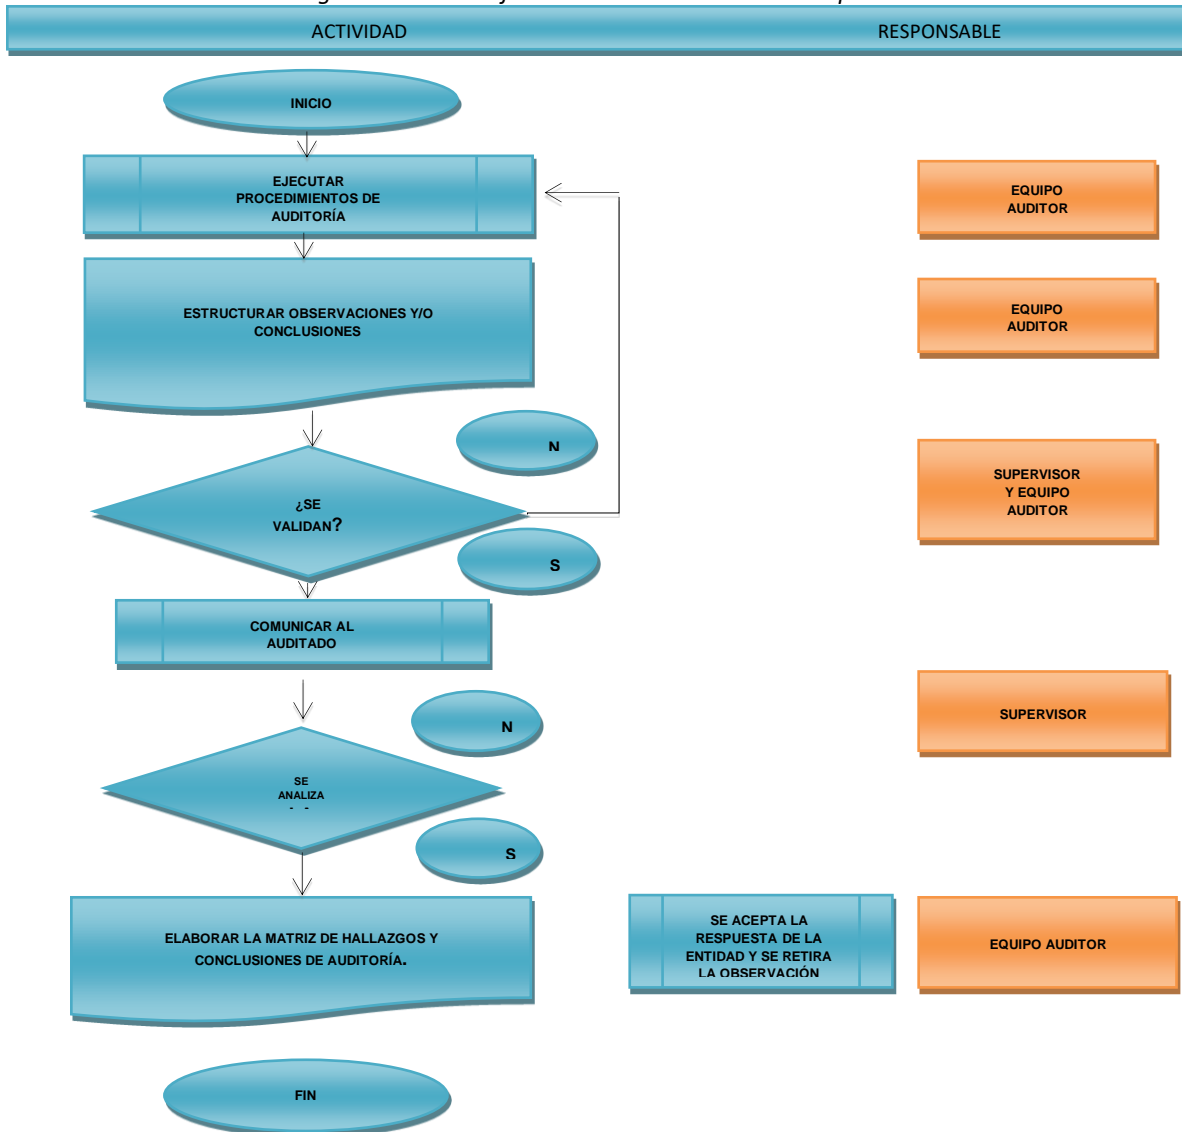 ACTIVIDAD RESPONSABLE
INICIO
EJECUTAR
PROCEDIMIENTOS DE
AUDITORÍA
EQUIPO
AUDITOR
ESTRUCTURAR OBSERVACIONES Y/O
CONCLUSIONES
EQUIPO
AUDITOR
N
¿SE
VALIDAN?
SUPERVISOR
Y EQUIPO
AUDITOR
S
COMUNICAR AL
AUDITADO
SUPERVISOR
N
SE
ANALIZA
S
ELABORAR LA MATRIZ DE HALLAZGOS Y
CONCLUSIONES DE AUDITORÍA.
SE ACEPTA LA
RESPUESTA DE LA
ENTIDAD Y SE RETIRA
LA OBSERVACIÓN
EQUIPO AUDITOR
FIN